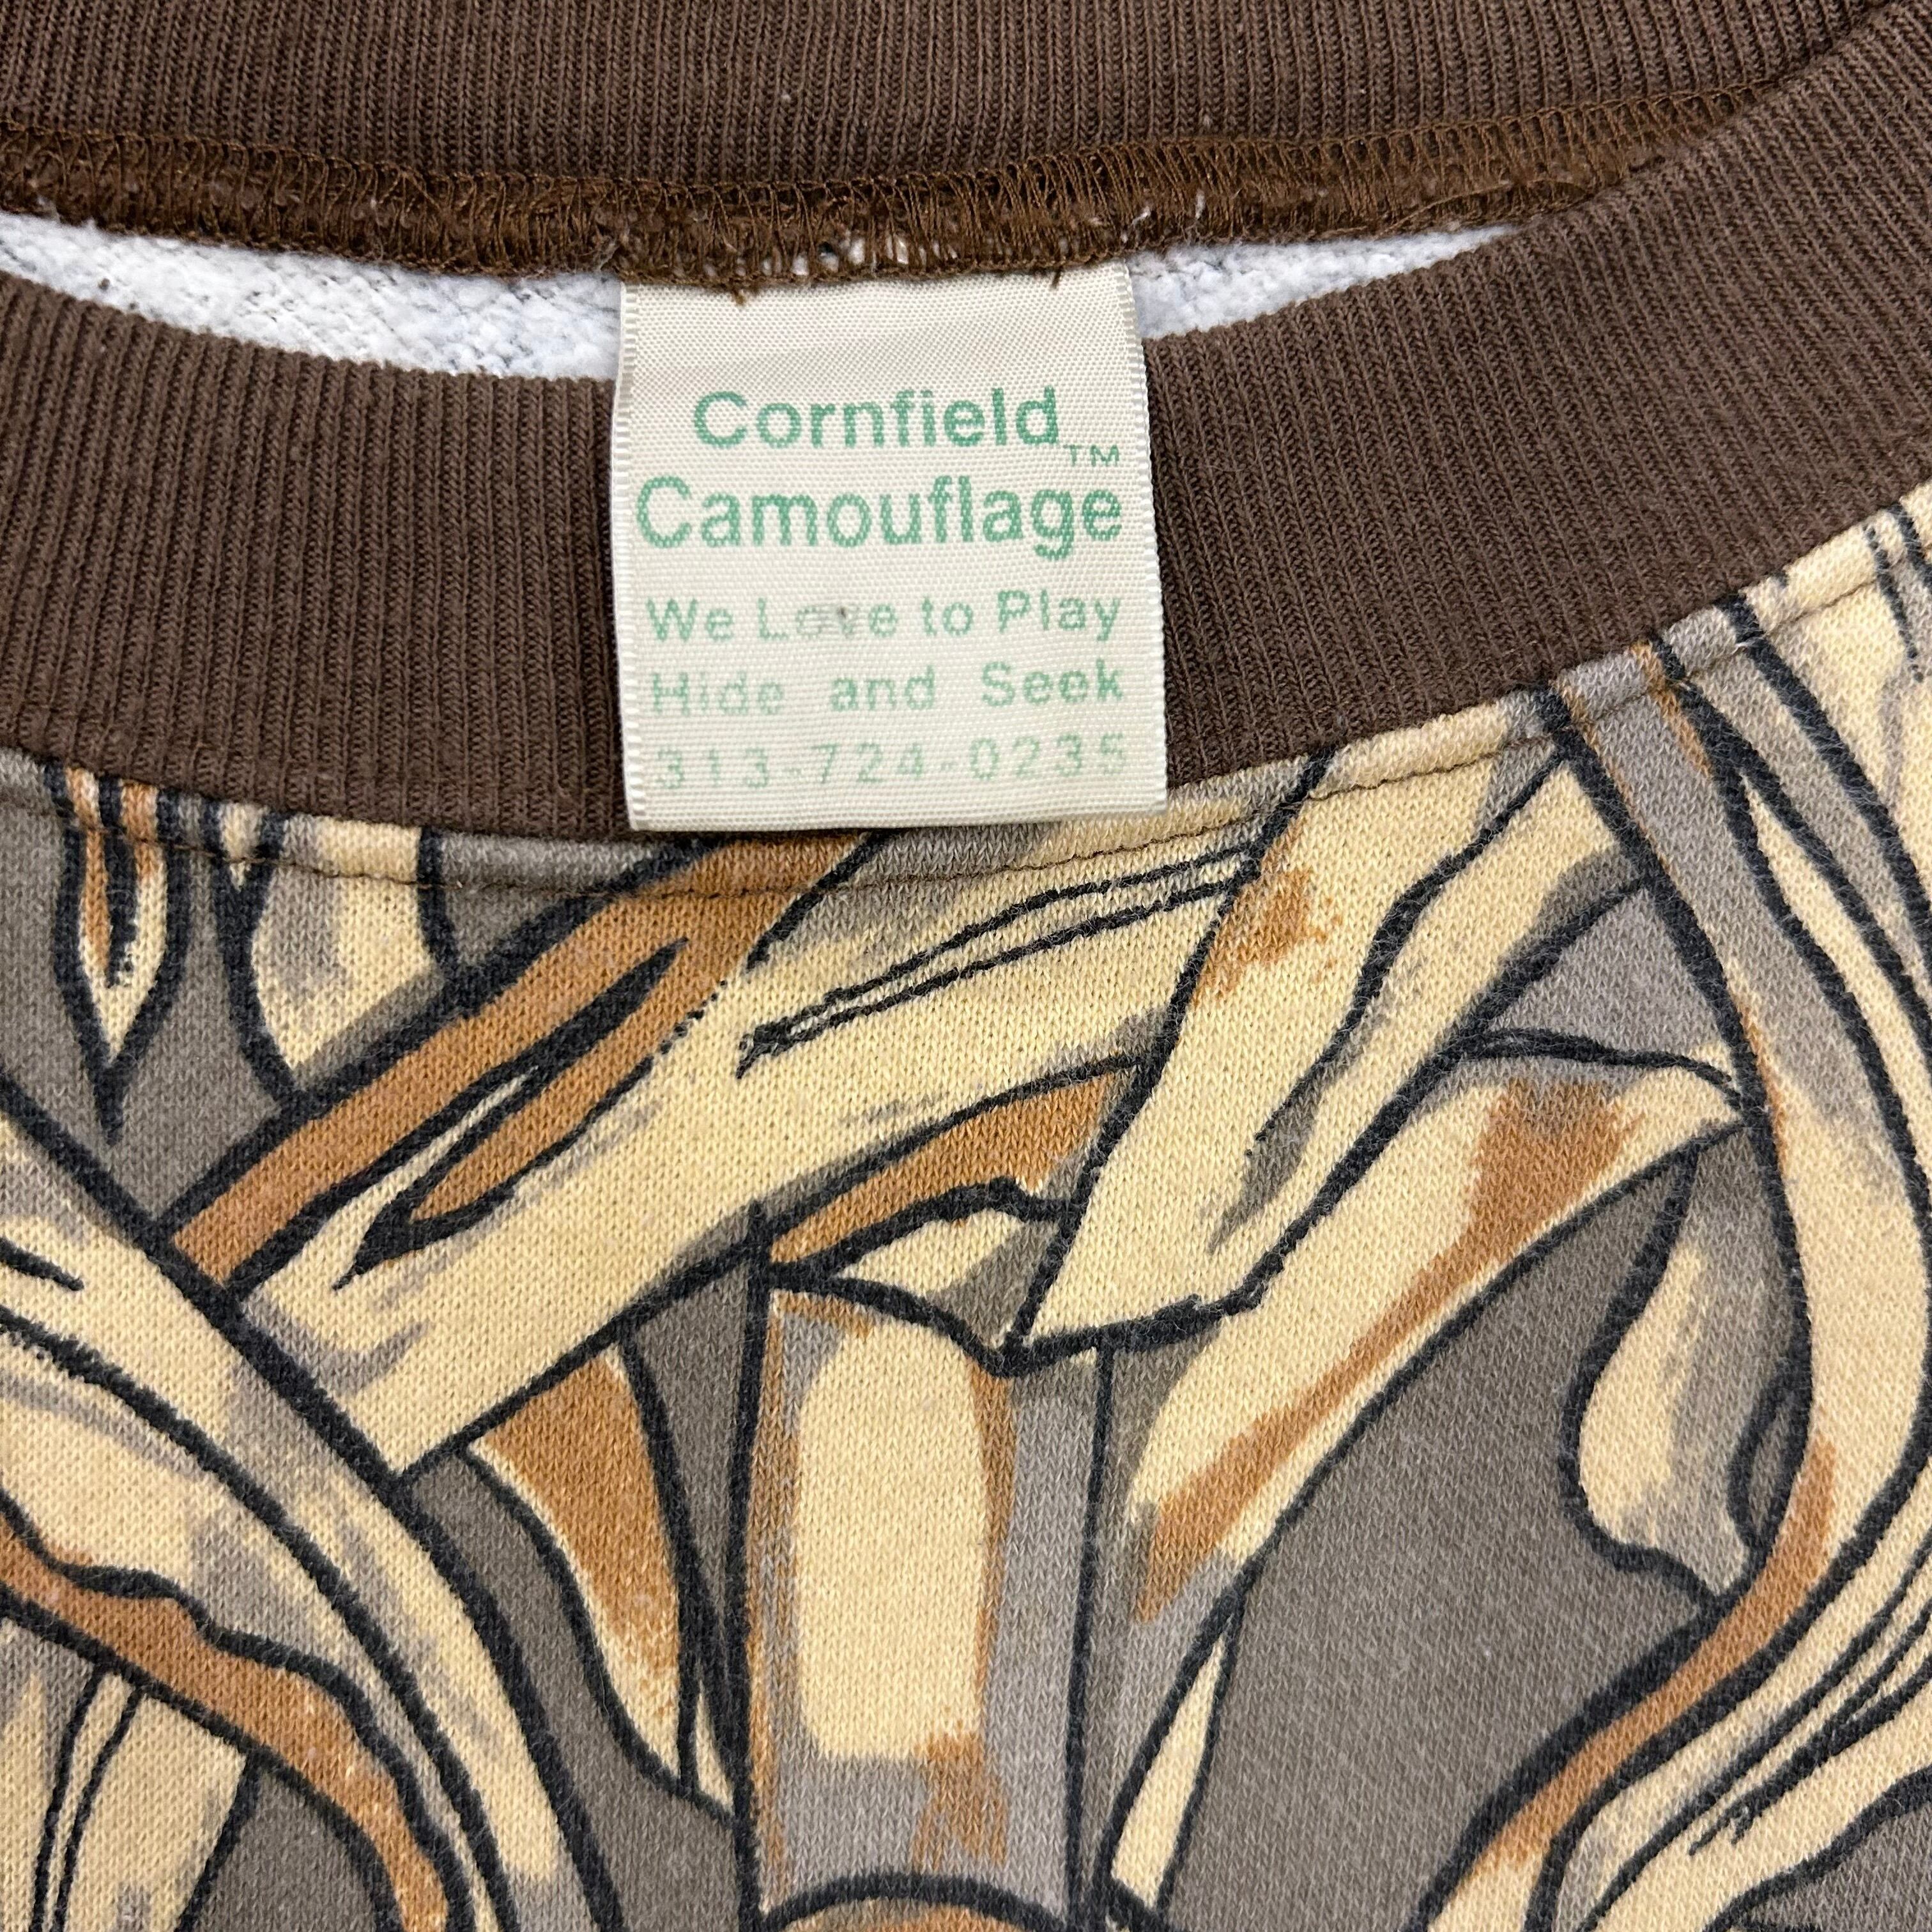 Cornfield
™
Camouflage
We Love to Play
Hide and Seek
313-724-0235